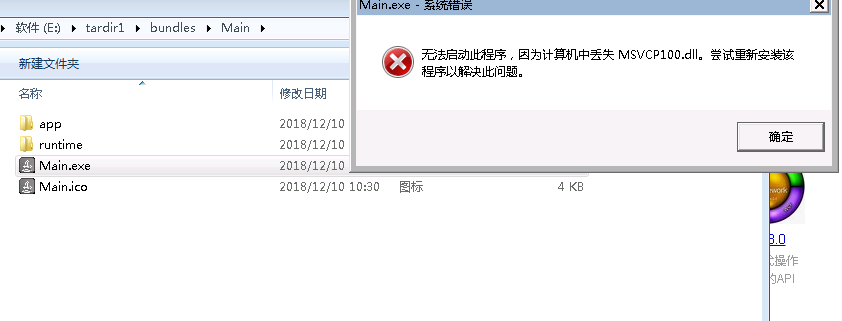 Main.exe - 系统错误
软件 (E:) ▸ tardir1 ▸ bundles ▸ Main ▸
无法启动此程序，因为计算机中丢失 MSVCP100.dll。尝试重新安装该
程序以解决此问题。
确定
新建文件夹
名称 修改日期
app 2018/12/10
runtime 2018/12/10
Main.exe 2018/12/10
Main.ico 2018/12/10 10:30 图标 4 KB
work
3.0
操作
的API